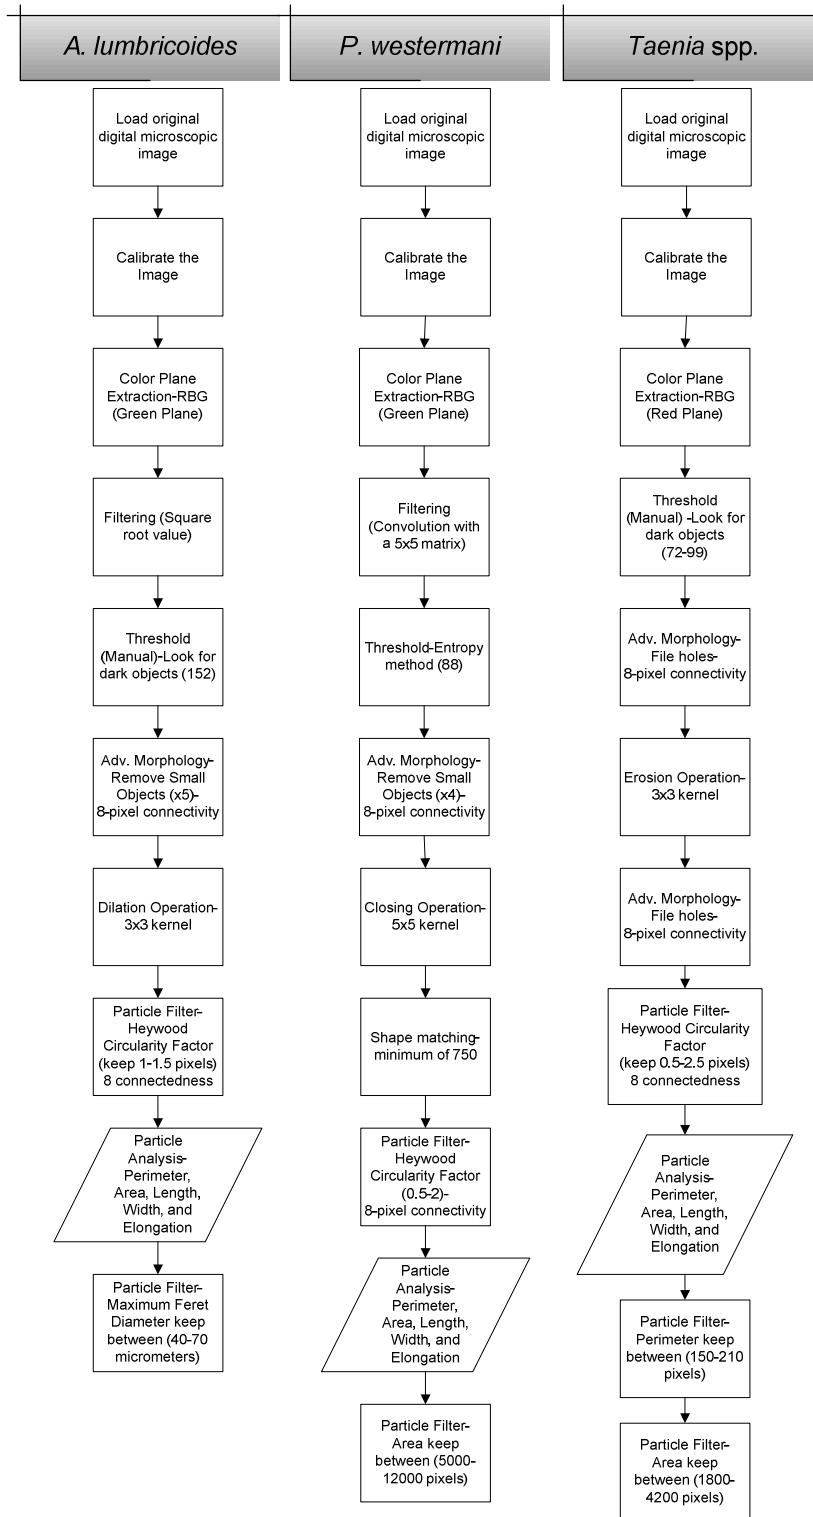 A. lumbricoides
Load original
digital microscopic
image
Calibrate the
Image
Color Plane
Extraction-RBG
(Green Plane)
Filtering (Square
root value)
Threshold
(Manual)-Look for
dark objects (152)
Adv. Morphology-
Remove Small
Objects (x5)-
8-pixel connectivity
Dilation Operation-
3x3 kernel
Particle Filter-
Heywood
Circularity Factor
(keep 1-1.5 pixels)
8 connectedness
Particle
Analysis-
Perimeter,
Area, Length,
Width, and
Elongation
Particle Filter-
Maximum Feret
Diameter keep
between (40-70
micrometers)
P. westermani
Load original
digital microscopic
image
Calibrate the
Image
Color Plane
Extraction-RBG
(Green Plane)
Filtering
(Convolution with
a 5x5 matrix)
Threshold-Entropy
method (88)
Adv. Morphology-
Remove Small
Objects (x4)-
8-pixel connectivity
Closing Operation-
5x5 kernel
Shape matching-
minimum of 750
Particle Filter-
Heywood
Circularity Factor
(0.5-2)-
8-pixel connectivity
Particle
Analysis-
Perimeter,
Area, Length,
Width, and
Elongation
Particle Filter-
Area keep
between (5000-
12000 pixels)
Taenia spp.
Load original
digital microscopic
image
Calibrate the
Image
Color Plane
Extraction-RBG
(Red Plane)
Threshold
(Manual) -Look for
dark objects
(72-99)
Adv. Morphology-
File holes-
8-pixel connectivity
Erosion Operation-
3x3 kernel
Adv. Morphology-
File holes-
8-pixel connectivity
Particle Filter-
Heywood Circularity
Factor
(keep 0.5-2.5 pixels)
8 connectedness
Particle
Analysis-
Perimeter,
Area, Length,
Width, and
Elongation
Particle Filter-
Perimeter keep
between (150-210
pixels)
Particle Filter-
Area keep
between (1800-
4200 pixels)